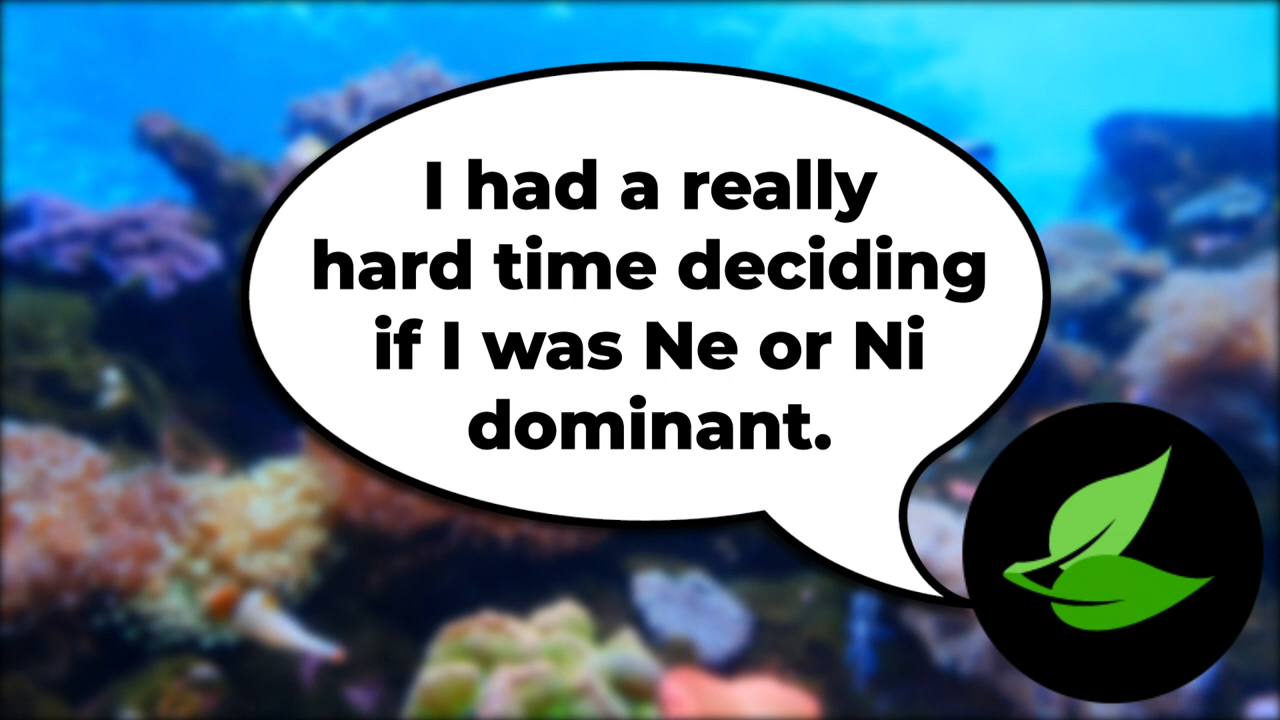 I had a really
hard time deciding
if I was Ne or Ni
dominant.